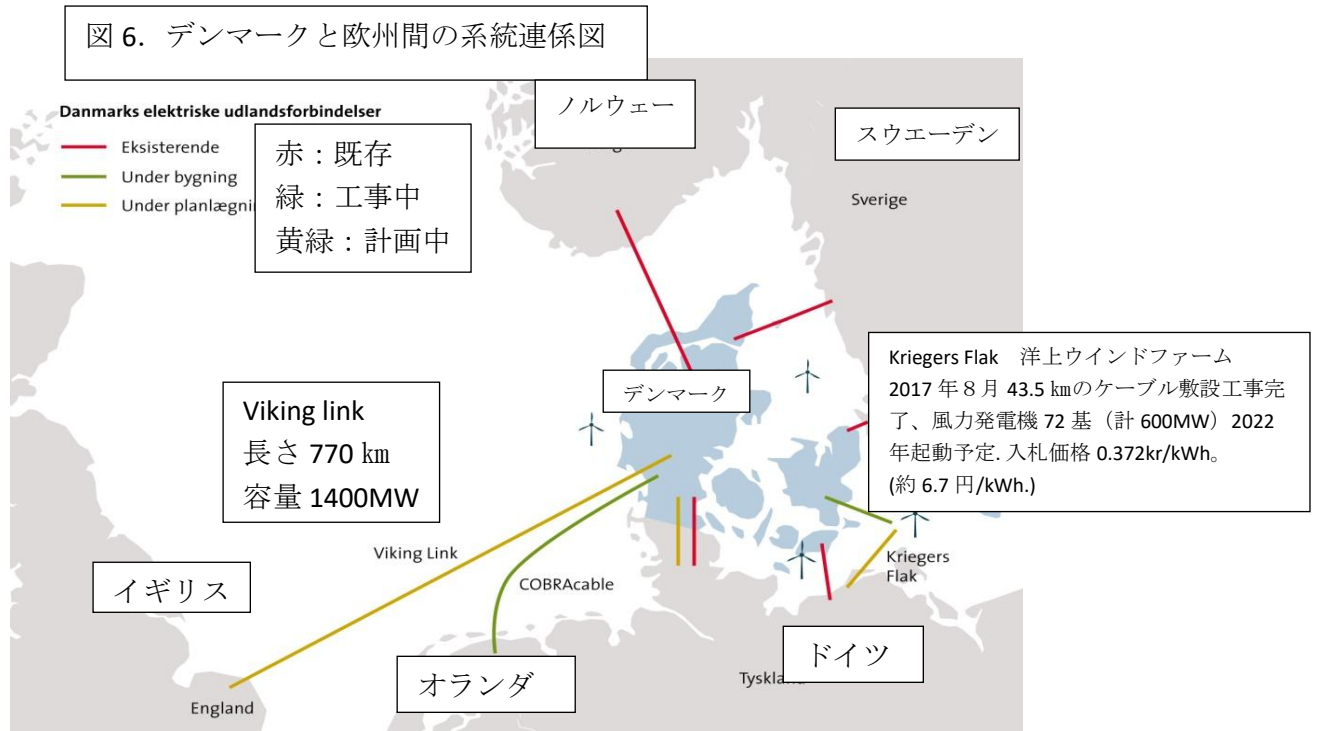 図 6. デンマークと欧州間の系統連係図
Danmarks elektriske udlandsforbindelser
Eksisterende
Under bygning
Under planlægni
赤：既存
緑：工事中
黄緑：計画中
ノルウェー
スウエーデン
Sverige
デンマーク
Kriegers Flak 洋上ウインドファーム
2017 年８月 43.5 ㎞のケーブル敷設工事完
了、風力発電機 72 基（計 600MW）2022
年起動予定. 入札価格 0.372kr/kWh。
(約 6.7 円/kWh.)
Viking link
長さ 770 ㎞
容量 1400MW
Viking Link
COBRAcable
Kriegers
Flak
イギリス
オランダ
ドイツ
Tyskland
England